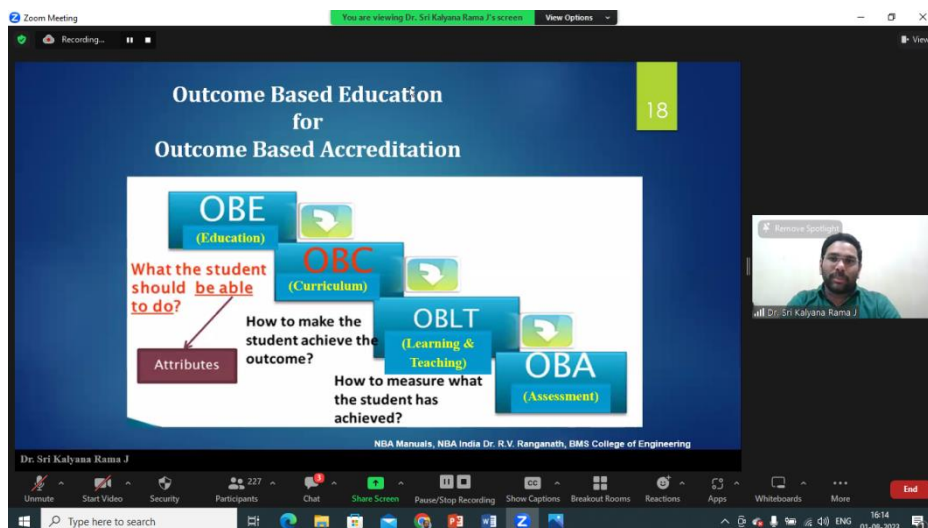 Zoom Meeting
You are viewing Dr. Sri Kalyana Rama J's screen
View Options
Recording...
View
Outcome Based Education
for
Outcome Based Accreditation
18
OBE
(Education)
OBC
(Curriculum)
What the student
should be able
to do?
Attributes
How to make the
student achieve the
outcome?
OBLT
(Learning &
Teaching)
How to measure what
the student has
achieved?
OBA
(Assessment)
NBA Manuals, NBA India Dr. R.V. Ranganath, BMS College of Engineering
Dr. Sri Kalyana Rama J
Remove Spotlight
Dr. Sri Kalyana Rama J
Unmute
Start Video
Security
227
Participants
3
Chat
Share Screen
Pause/Stop Recording
CC
Show Captions
Breakout Rooms
Reactions
Apps
Whiteboards
More
End
Type here to search
ENG
16:14